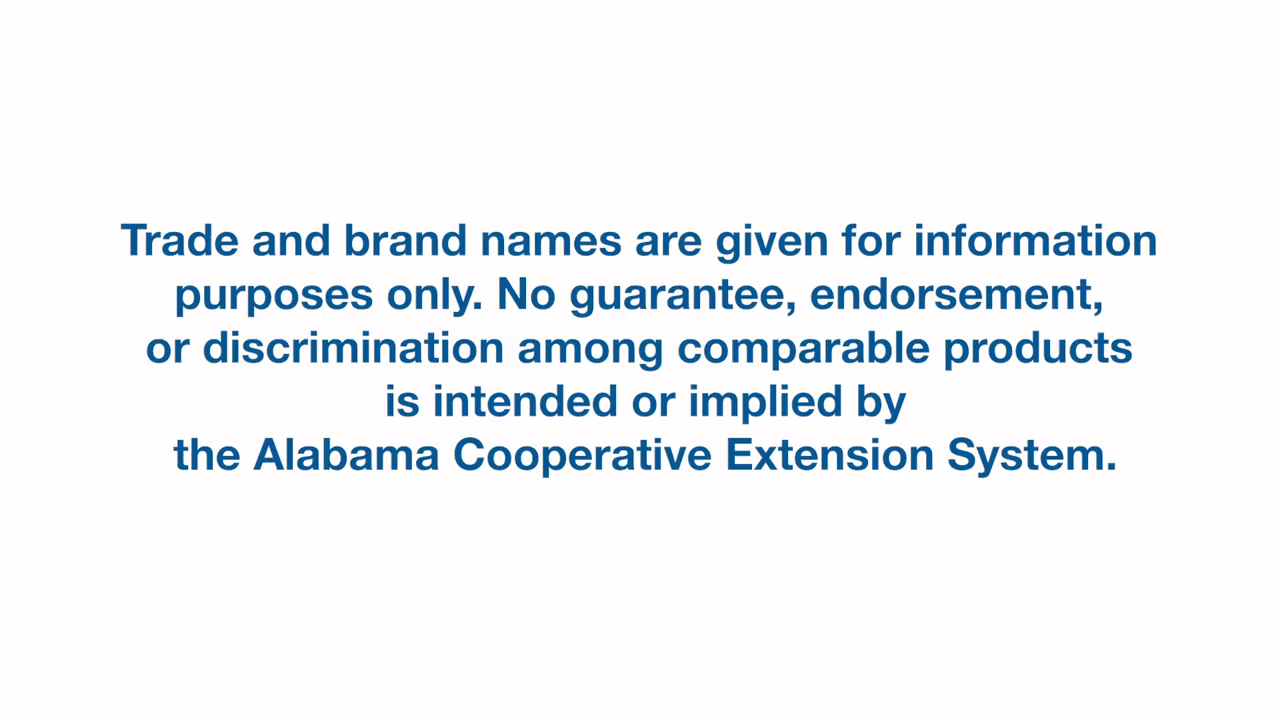 Trade and brand names are given for information
purposes only. No guarantee, endorsement,
or discrimination among comparable products
is intended or implied by
the Alabama Cooperative Extension System.